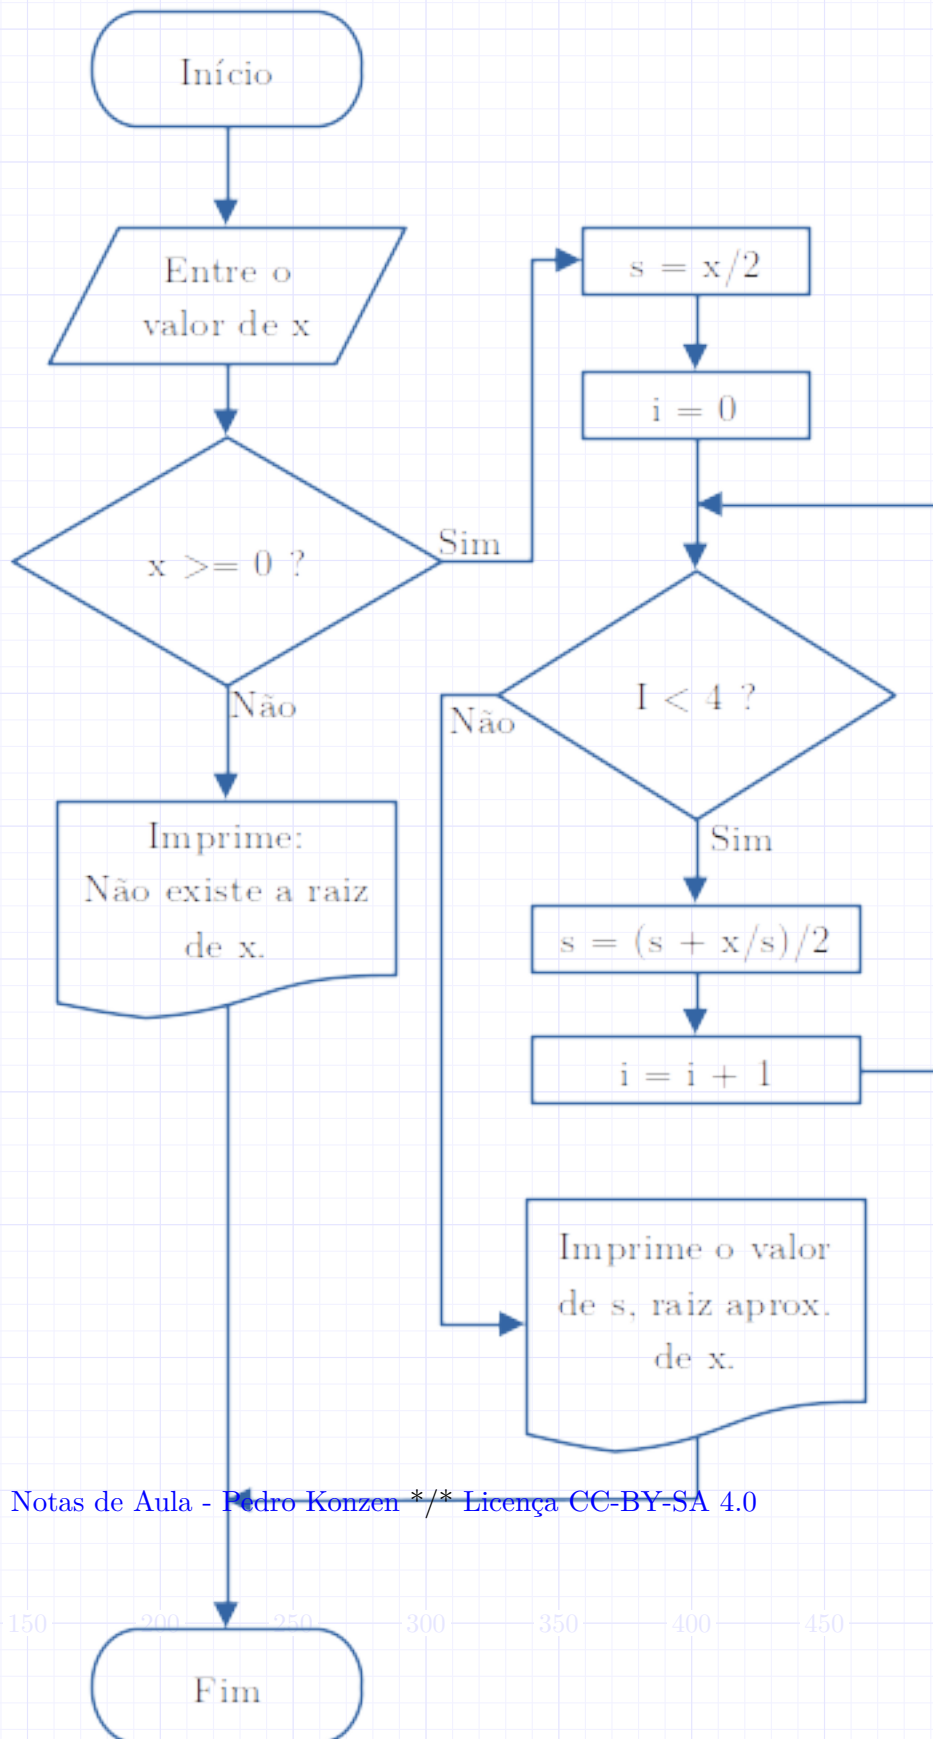 Início
Entre o
valor de x
x >= 0 ?
Sim
Não
Imprime:
Não existe a raiz
de x.
s = x/2
i = 0
I < 4 ?
Não
Sim
s = (s + x/s)/2
i = i + 1
Imprime o valor
de s, raiz aprox.
de x.
Notas de Aula - Pedro Konzen */* Licença CC-BY-SA 4.0
150 200 250 300 350 400 450
Fim